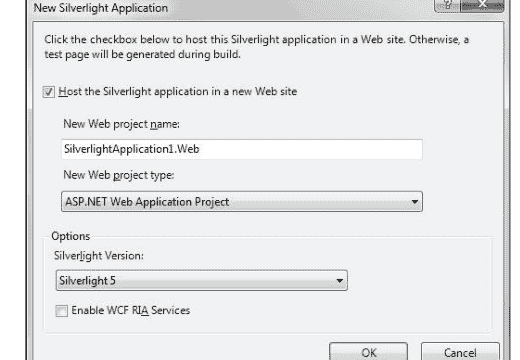 New Silverlight Application
Click the checkbox below to host this Silverlight application in a Web site. Otherwise, a
test page will be generated during build.
Host the Silverlight application in a new Web site
New Web project name:
SilverlightApplication1.Web
New Web project type:
ASP.NET Web Application Project
Options
Silverlight Version:
Silverlight 5
Enable WCF RIA Services
OK Cancel